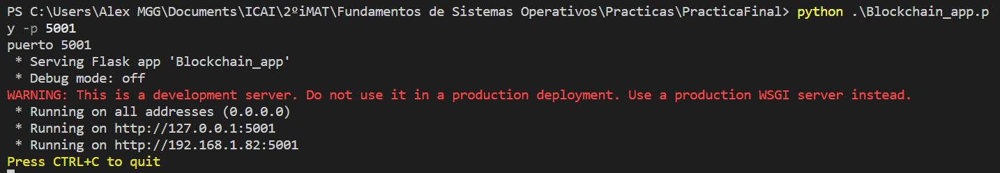 PS C:\Users\Alex MGG\Documents\ICAI\2ºiMAT\Fundamentos de Sistemas Operativos\Practicas\PracticaFinal> python .\Blockchain_app.p
y -p 5001
puerto 5001
 * Serving Flask app 'Blockchain_app'
 * Debug mode: off
WARNING: This is a development server. Do not use it in a production deployment. Use a production WSGI server instead.
 * Running on all addresses (0.0.0.0)
 * Running on http://127.0.0.1:5001
 * Running on http://192.168.1.82:5001
Press CTRL+C to quit